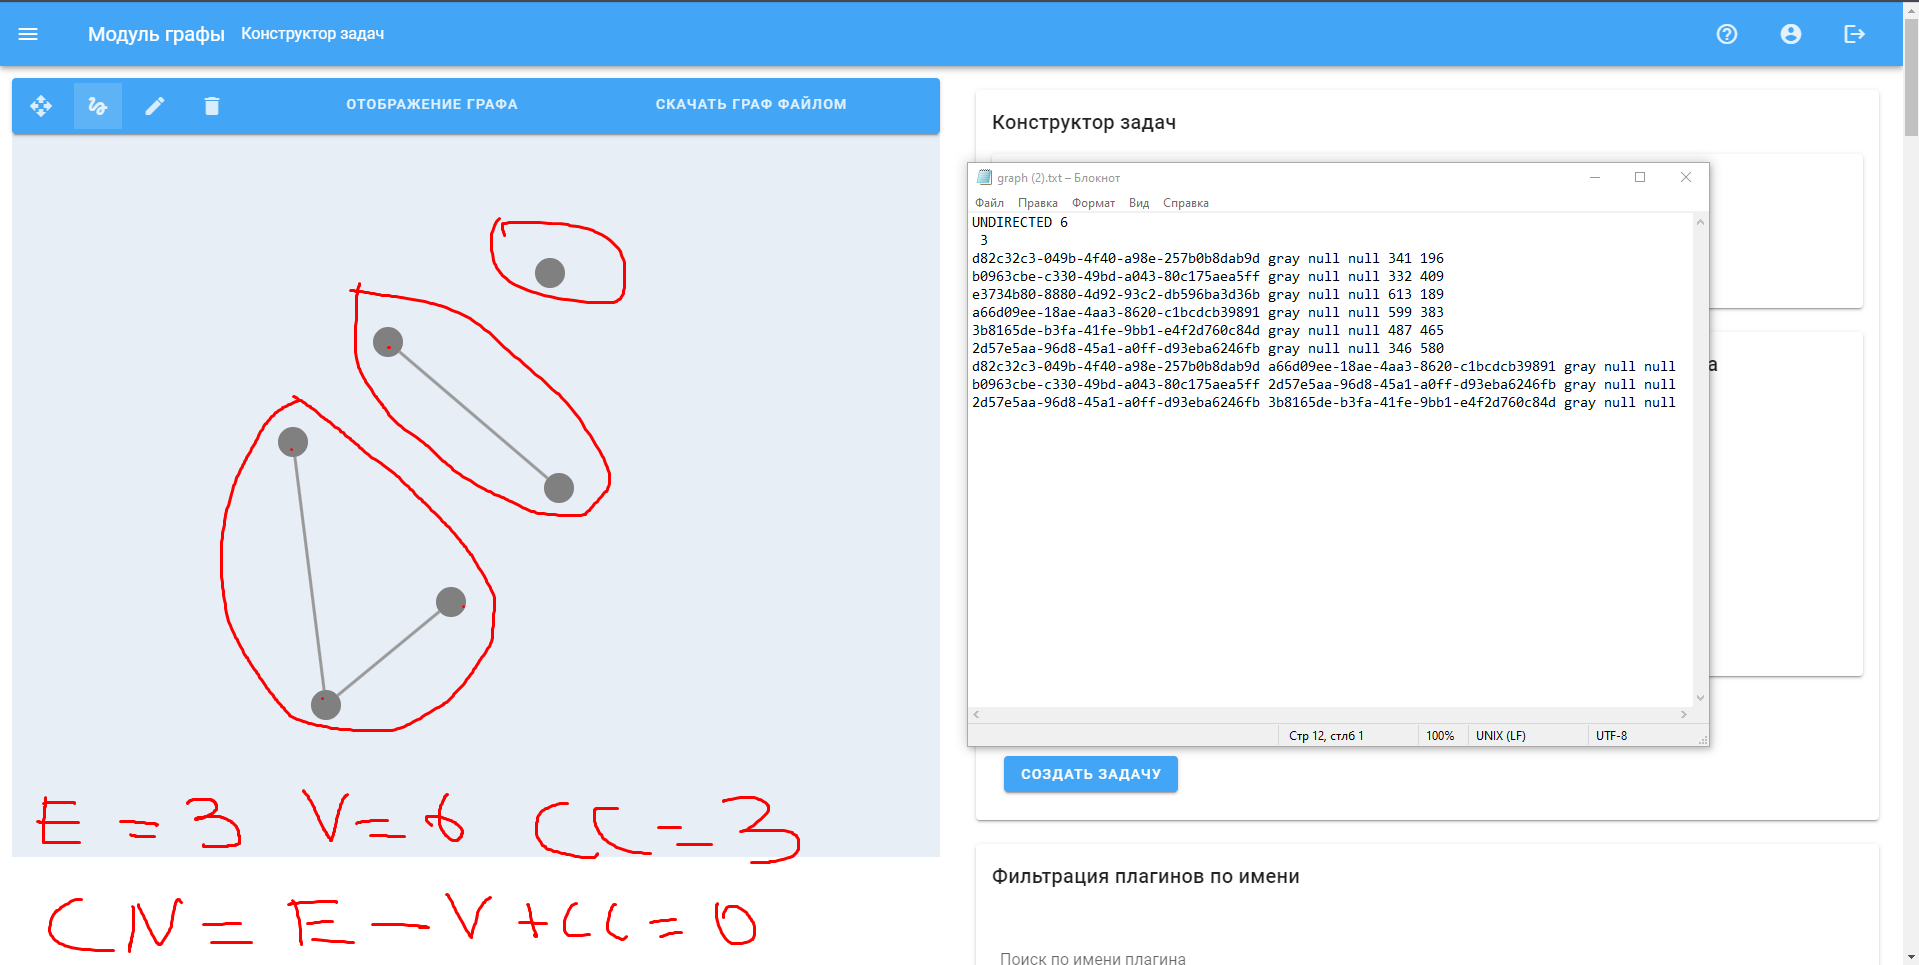 Модуль графы Конструктор задач
ОТОБРАЖЕНИЕ ГРАФА СКАЧАТЬ ГРАФ ФАЙЛОМ
E = 3 V = 6 CC = 3
CN = E - V + CC = 0
Конструктор задач
graph (2).txt – Блокнот
Файл Правка Формат Вид Справка
UNDIRECTED 6
3
d82c32c3-049b-4f40-a98e-257b0b8dab9d gray null null 341 196
b0963cbe-c330-49bd-a043-80c175aea5ff gray null null 332 409
e3734b80-8880-4d92-93c2-db596ba3d36b gray null null 613 189
a66d09ee-18ae-4aa3-8620-c1bcdcb39891 gray null null 599 383
3b8165de-b3fa-41fe-9bb1-e4f2d760c84d gray null null 487 465
2d57e5aa-96d8-45a1-a0ff-d93eba6246fb gray null null 346 580
d82c32c3-049b-4f40-a98e-257b0b8dab9d a66d09ee-18ae-4aa3-8620-c1bcdcb39891 gray null null
b0963cbe-c330-49bd-a043-80c175aea5ff 2d57e5aa-96d8-45a1-a0ff-d93eba6246fb gray null null
2d57e5aa-96d8-45a1-a0ff-d93eba6246fb 3b8165de-b3fa-41fe-9bb1-e4f2d760c84d gray null null
а
Стр 12, стлб 1 100% UNIX (LF) UTF-8
СОЗДАТЬ ЗАДАЧУ
Фильтрация плагинов по имени
Поиск по имени плагина